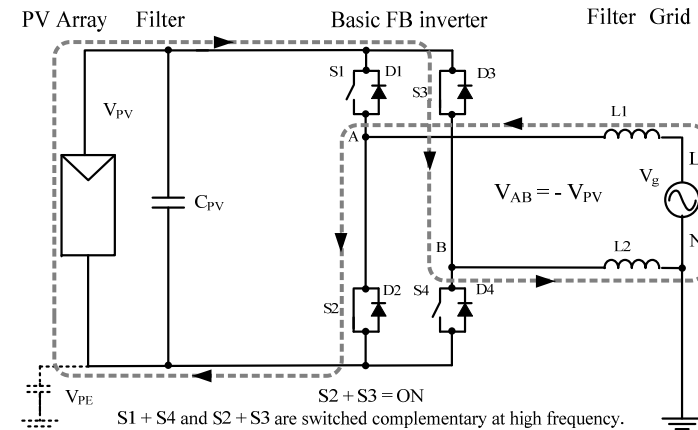 PV Array Filter Basic FB inverter Filter Grid
S1 D1
S3 D3
V_PV
L1
A
L
V_g
C_PV
V_AB = - V_PV
B
N
L2
D2
S4 D4
S2
V_PE
S2 + S3 = ON
S1 + S4 and S2 + S3 are switched complementary at high frequency.